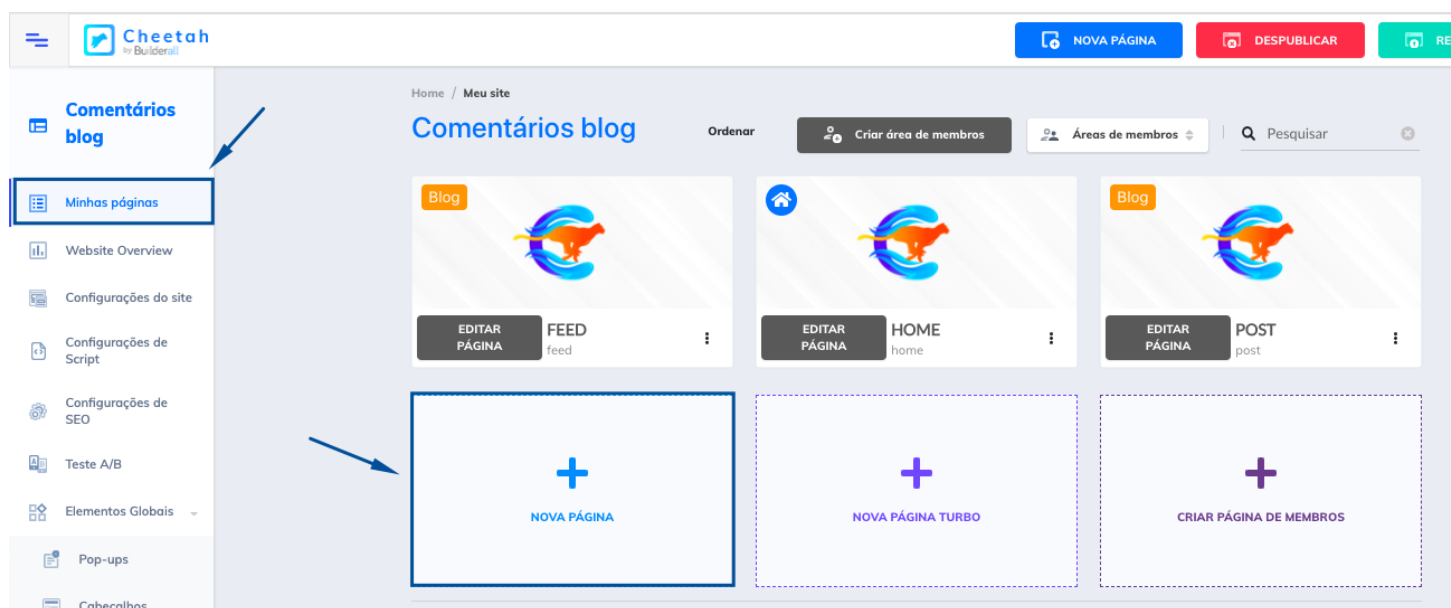 Cheetah
by Builderall
NOVA PÁGINA
DESPUBLICAR
RE
Comentários
blog
Minhas páginas
Website Overview
Configurações do site
Configurações de
Script
Configurações de
SEO
Teste A/B
Elementos Globais
Pop-ups
Cabeçalhos
Home / Meu site
Comentários blog
Ordenar
Criar área de membros
Áreas de membros
Pesquisar
Blog
EDITAR
PÁGINA
FEED
feed
EDITAR
PÁGINA
HOME
home
Blog
EDITAR
PÁGINA
POST
post
NOVA PÁGINA
NOVA PÁGINA TURBO
CRIAR PÁGINA DE MEMBROS